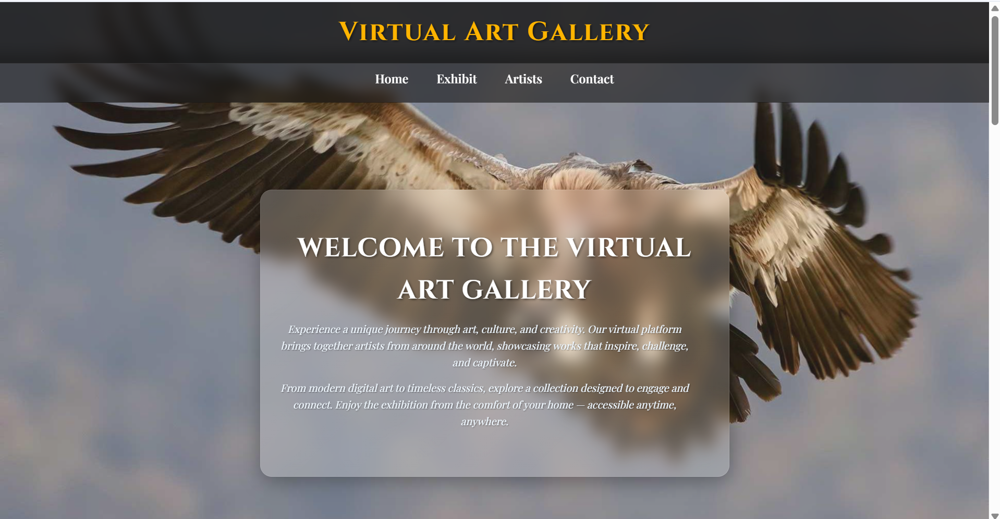 Virtual Art Gallery
Home Exhibit Artists Contact
WELCOME TO THE VIRTUAL
ART GALLERY
Experience a unique journey through art, culture, and creativity. Our virtual platform
brings together artists from around the world, showcasing works that inspire, challenge,
and captivate.
From modern digital art to timeless classics, explore a collection designed to engage and
connect. Enjoy the exhibition from the comfort of your home — accessible anytime,
anywhere.